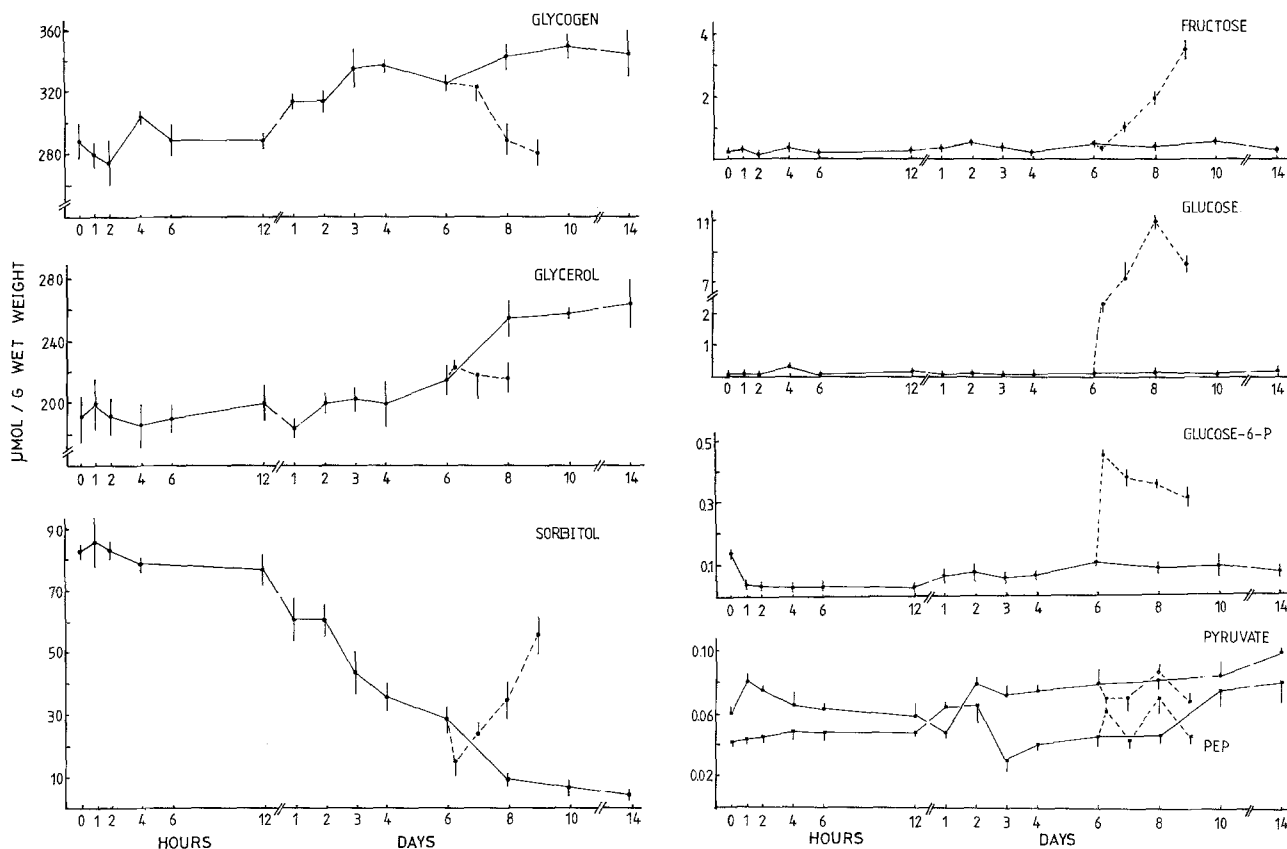 GLYCOGEN
360
320
280
0 1 2 4 6 12 1 2 3 4 6 8 10 14
GLYCEROL
280
240
200
0 1 2 4 6 12 1 2 3 4 6 8 10 14
SORBITOL
90
70
50
30
10
0 1 2 4 6 12 1 2 3 4 6 8 10 14
HOURS DAYS
µMOL / G WET WEIGHT
FRUCTOSE
4
2
0 1 2 4 6 12 1 2 3 4 6 8 10 14
GLUCOSE
11
7
2
1
0 1 2 4 6 12 1 2 3 4 6 8 10 14
GLUCOSE-6-P
0.5
0.3
0.1
0 1 2 4 6 12 1 2 3 4 6 8 10 14
PYRUVATE
0.10
0.06
0.02
PEP
0 1 2 4 6 12 1 2 3 4 6 8 10 14
HOURS DAYS